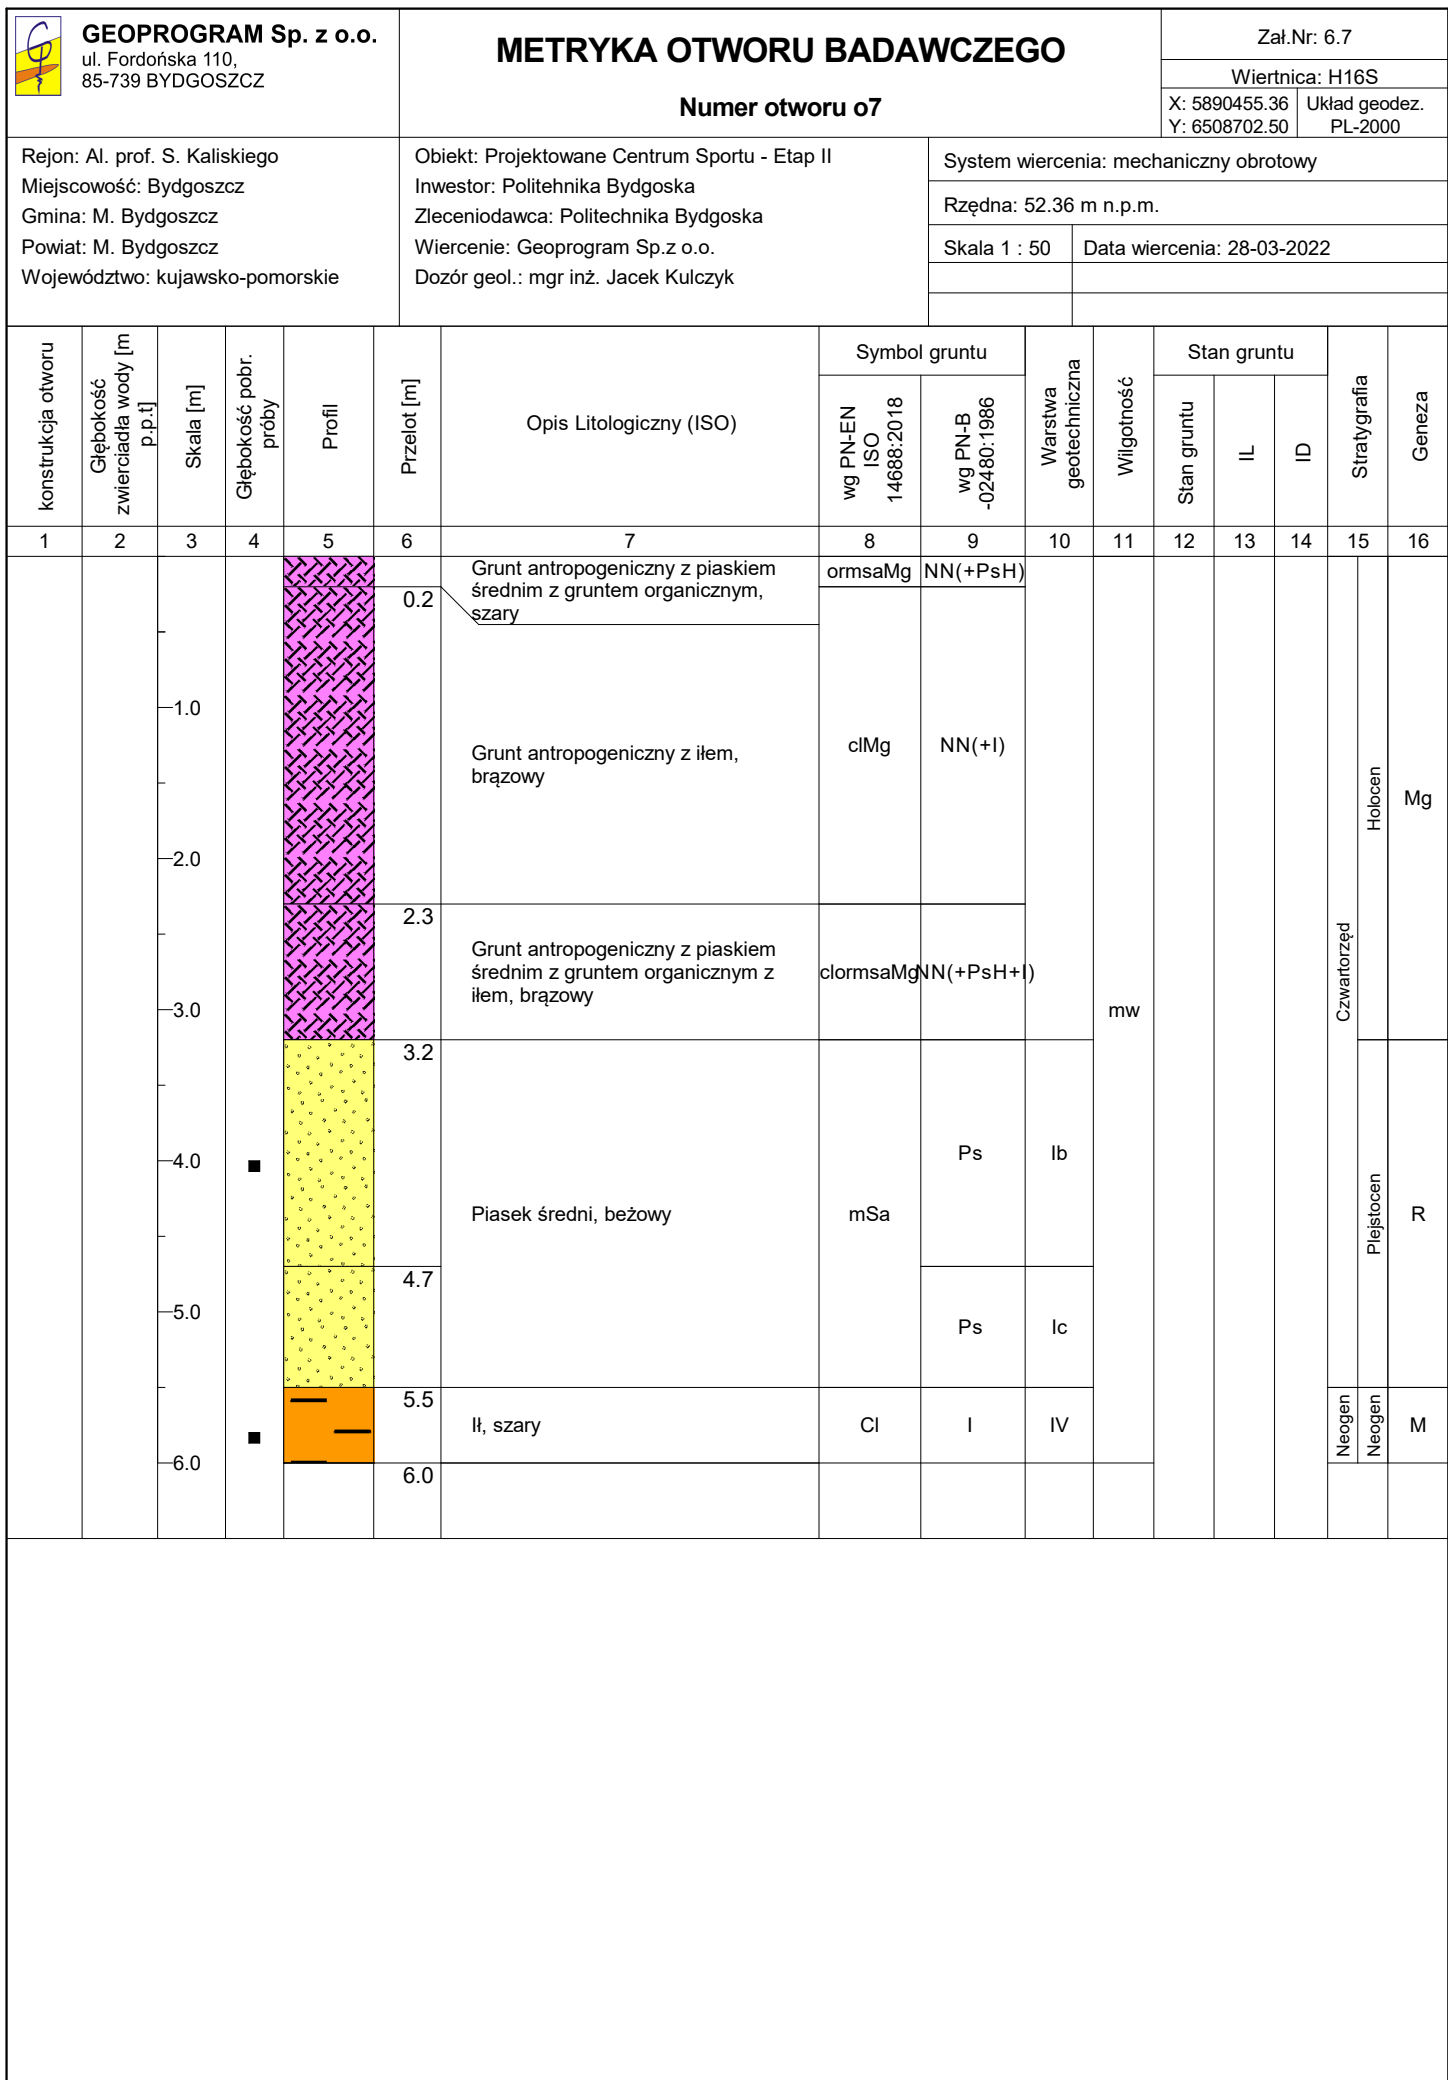 GEOPROGRAM Sp. z o.o.
ul. Fordońska 110,
85-739 BYDGOSZCZ
METRYKA OTWORU BADAWCZEGO
Numer otworu o7
Zał.Nr: 6.7
Wiertnica: H16S
X: 5890455.36
Y: 6508702.50
Układ geodez.
PL-2000
Rejon: Al. prof. S. Kaliskiego
Miejscowość: Bydgoszcz
Gmina: M. Bydgoszcz
Powiat: M. Bydgoszcz
Województwo: kujawsko-pomorskie
Obiekt: Projektowane Centrum Sportu - Etap II
Inwestor: Politehnika Bydgoska
Zleceniodawca: Politechnika Bydgoska
Wiercenie: Geoprogram Sp.z o.o.
Dozór geol.: mgr inż. Jacek Kulczyk
System wiercenia: mechaniczny obrotowy
Rzędna: 52.36 m n.p.m.
Skala 1 : 50
Data wiercenia: 28-03-2022
konstrukcja otworu
Głębokość
zwierciadła wody [m
p.p.t]
Skala [m]
Głębokość pobr.
próby
Profil
Przelot [m]
Opis Litologiczny (ISO)
Symbol gruntu
wg PN-EN
ISO
14688:2018
wg PN-B
-02480:1986
Warstwa
geotechniczna
Wilgotność
Stan gruntu
Stan gruntu
IL
ID
Stratygrafia
Geneza
1 2 3 4 5 6 7 8 9 10 11 12 13 14 15 16
Grunt antropogeniczny z piaskiem
średnim z gruntem organicznym,
szary
ormsaMg
NN(+PsH)
0.2
1.0
Grunt antropogeniczny z iłem,
brązowy
clMg
NN(+I)
Holocen
Mg
2.0
2.3
Grunt antropogeniczny z piaskiem
średnim z gruntem organicznym z
iłem, brązowy
clormsaMg
NN(+PsH+I)
Czwartorzęd
3.0
mw
3.2
4.0
Ps
Ib
Piasek średni, beżowy
mSa
Plejstocen
R
4.7
5.0
Ps
Ic
5.5
Ił, szary
Cl
I
IV
Neogen
Neogen
M
6.0
6.0